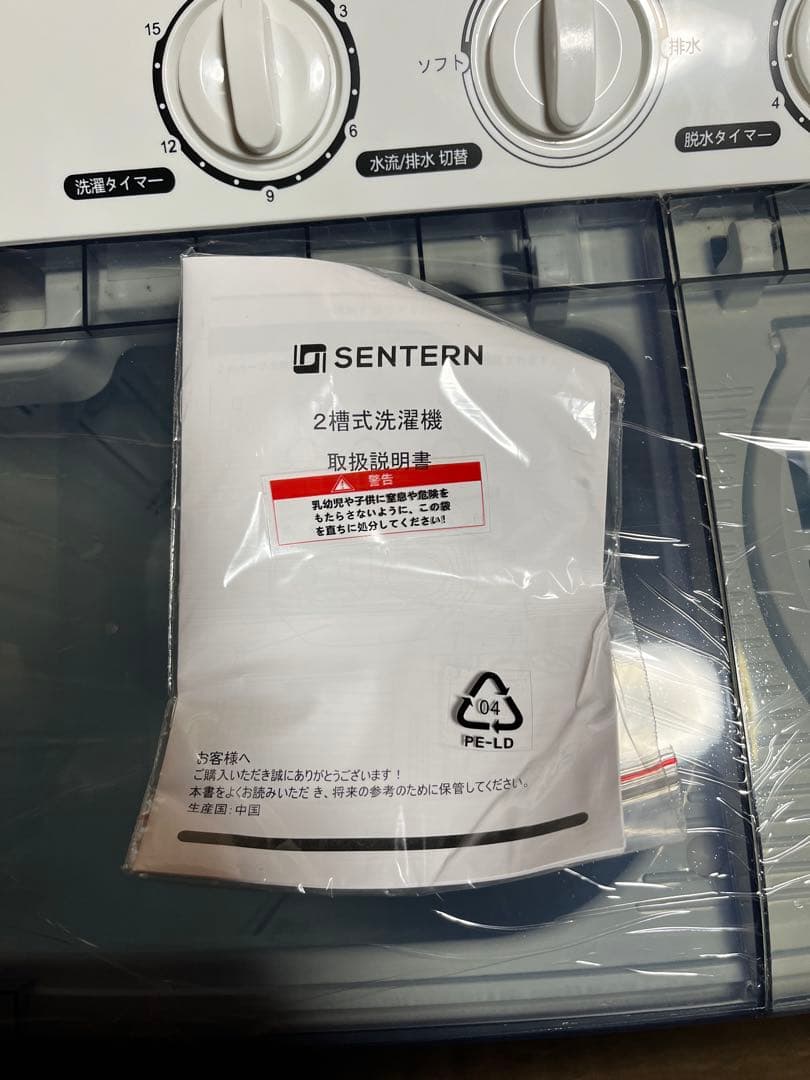 15
3
ソフト
排水
12
6
4
9
洗濯タイマー
水流/排水 切替
脱水タイマー
SENTERN
2槽式洗濯機
取扱説明書
警告
乳幼児や子供に窒息や危険を
もたらさないように、この袋
を直ちに処分してください!
04
PE-LD
お客様へ
ご購入いただき誠にありがとうございます！
本書をよくお読みいただき、将来の参考のために保管してください。
生産国：中国